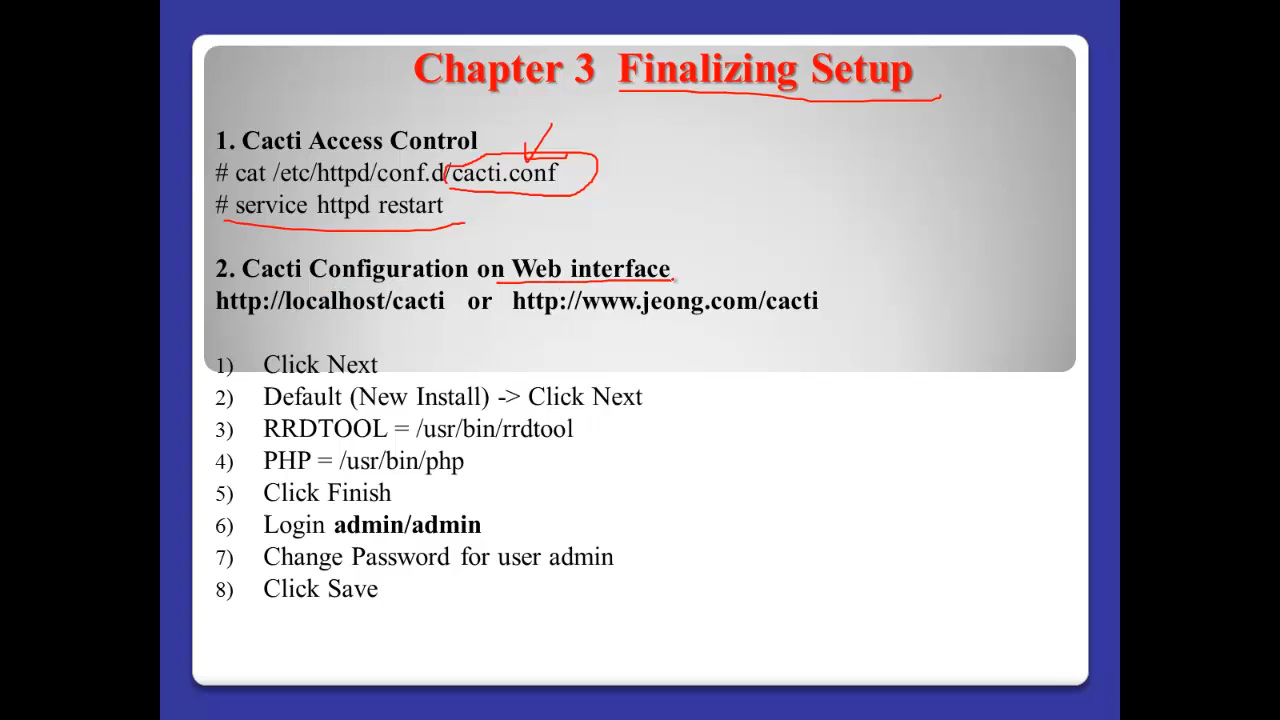 Chapter 3 Finalizing Setup
1. Cacti Access Control
# cat /etc/httpd/conf.d/cacti.conf
# service httpd restart
2. Cacti Configuration on Web interface
http://localhost/cacti or http://www.jeong.com/cacti
1) Click Next
2) Default (New Install) -> Click Next
3) RRDTOOL = /usr/bin/rrdtool
4) PHP = /usr/bin/php
5) Click Finish
6) Login admin/admin
7) Change Password for user admin
8) Click Save